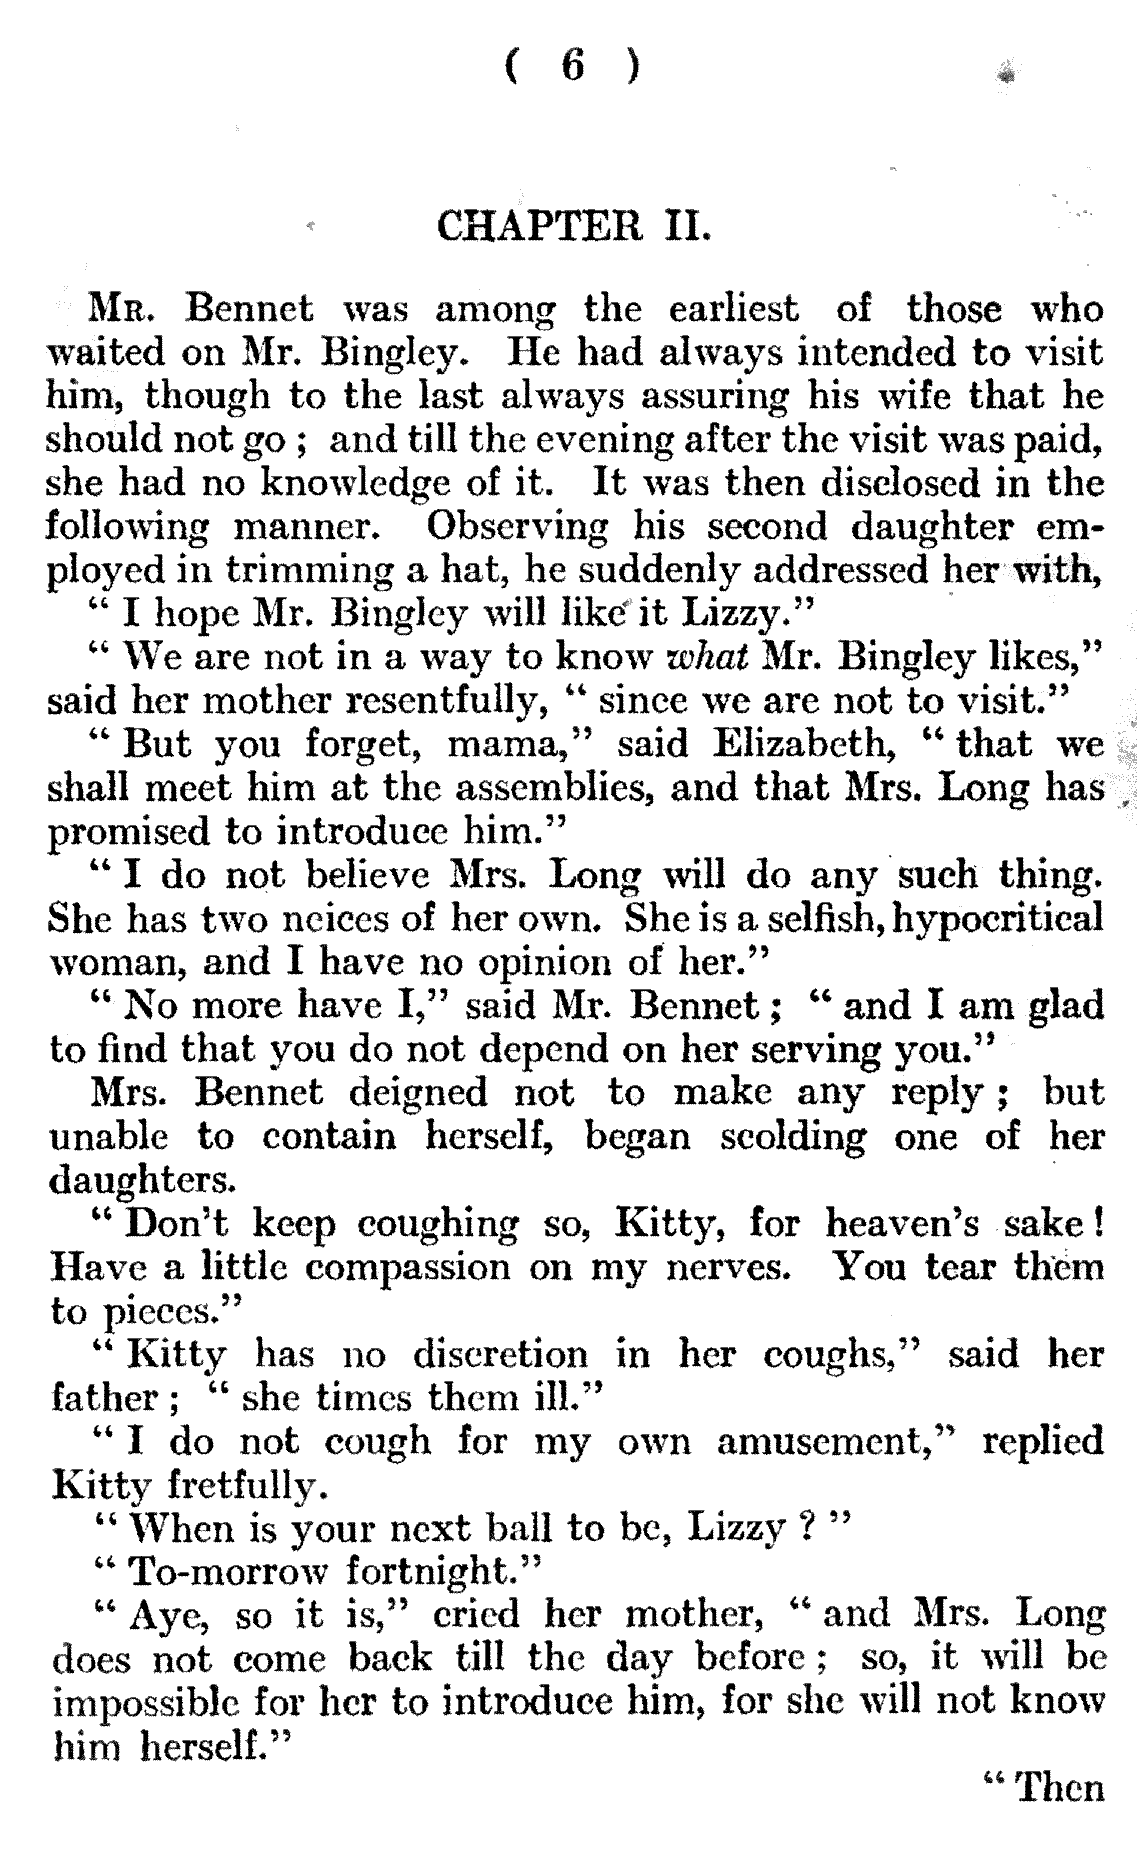 ( 6 )
CHAPTER II.
MR. Bennet was among the earliest of those who
waited on Mr. Bingley. He had always intended to visit
him, though to the last always assuring his wife that he
should not go ; and till the evening after the visit was paid,
she had no knowledge of it. It was then disclosed in the
following manner. Observing his second daughter em-
ployed in trimming a hat, he suddenly addressed her with,
“ I hope Mr. Bingley will like it Lizzy.”
“ We are not in a way to know what Mr. Bingley likes,”
said her mother resentfully, “ since we are not to visit.”
“ But you forget, mama,” said Elizabeth, “ that we
shall meet him at the assemblies, and that Mrs. Long has
promised to introduce him.”
“ I do not believe Mrs. Long will do any such thing.
She has two neices of her own. She is a selfish, hypocritical
woman, and I have no opinion of her.”
“ No more have I,” said Mr. Bennet ; “ and I am glad
to find that you do not depend on her serving you.”
Mrs. Bennet deigned not to make any reply ; but
unable to contain herself, began scolding one of her
daughters.
“ Don’t keep coughing so, Kitty, for heaven’s sake !
Have a little compassion on my nerves. You tear them
to pieces.”
“ Kitty has no discretion in her coughs,” said her
father ; “ she times them ill.”
“ I do not cough for my own amusement,” replied
Kitty fretfully.
“ When is your next ball to be, Lizzy ? ”
“ To-morrow fortnight.”
“ Aye, so it is,” cried her mother, “ and Mrs. Long
does not come back till the day before ; so, it will be
impossible for her to introduce him, for she will not know
him herself.”
“ Then